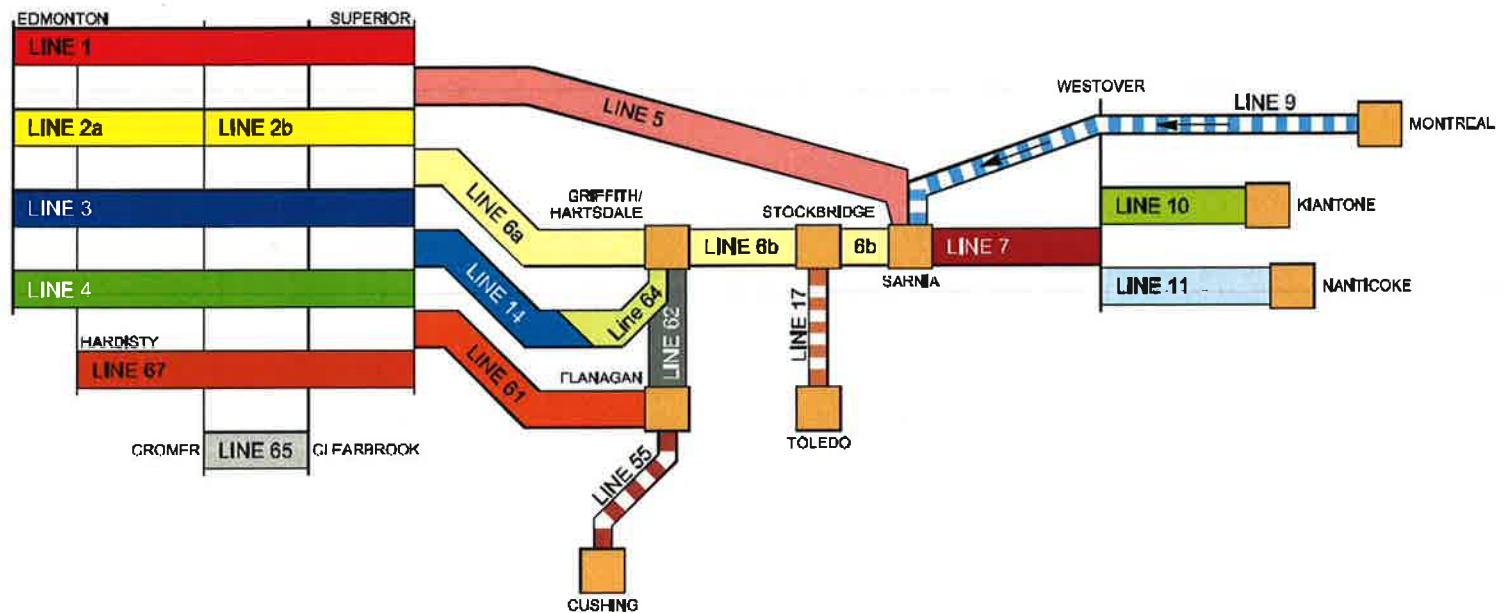 EDMONTON
SUPERIOR
LINE 1
LINE 5
WESTOVER
LINE 9
MONTREAL
LINE 2a
LINE 2b
LINE 3
LINE 6a
GRIFFITH/
HARTSDALE
STOCKBRIDGE
LINE 10
KIANTONE
LINE 6b
6b
LINE 7
SARNIA
LINE 4
LINE 14
Line 64
LINE 62
LINE 17
LINE 11
NANTICOKE
HARDISTY
LINE 67
LINE 61
FLANAGAN
TOLEDO
CROMER
LINE 65
CLEARBROOK
LINE 55
CUSHING